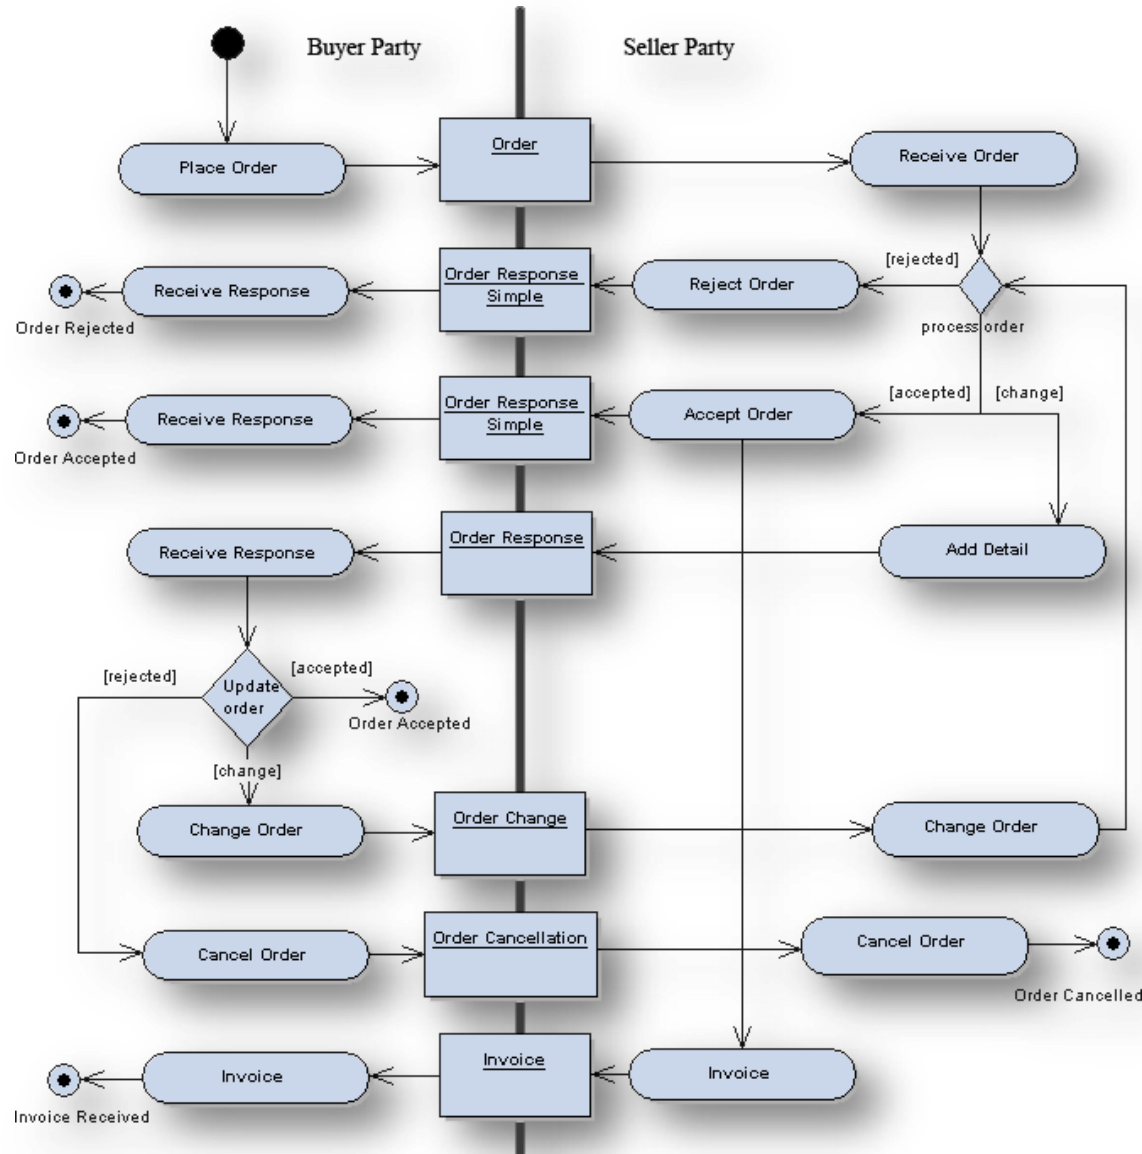 Buyer Party
Seller Party
Place Order
Order
Receive Order
[rejected]
Order Rejected
Receive Response
Order Response
Simple
Reject Order
process order
[accepted]
[change]
Order Accepted
Receive Response
Order Response
Simple
Accept Order
Receive Response
Order Response
Add Detail
[rejected]
[accepted]
Update
order
Order Accepted
[change]
Change Order
Order Change
Change Order
Cancel Order
Order Cancellation
Cancel Order
Order Cancelled
Invoice Received
Invoice
Invoice
Invoice